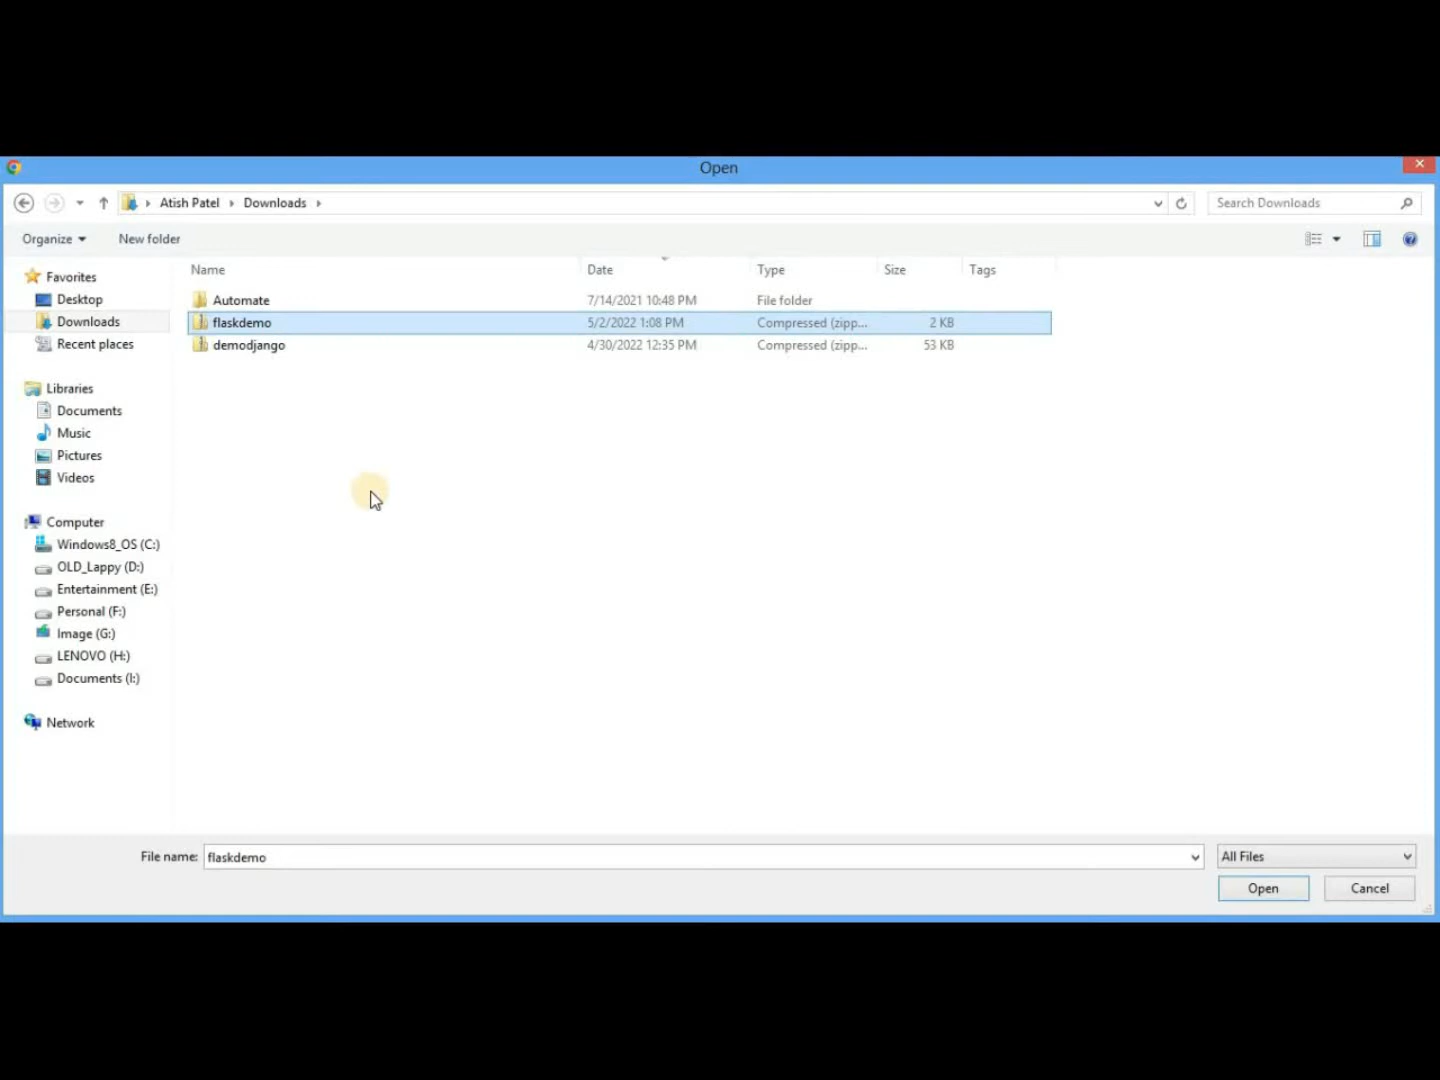 Open
Atish Patel Downloads
Search Downloads
Organize New folder
Name Date Type Size Tags
Automate 7/14/2021 10:48 PM File folder
flaskdemo 5/2/2022 1:08 PM Compressed (zipp... 2 KB
demodjango 4/30/2022 12:35 PM Compressed (zipp... 53 KB
Favorites
Desktop
Downloads
Recent places
Libraries
Documents
Music
Pictures
Videos
Computer
Windows8_OS (C:)
OLD_Lappy (D:)
Entertainment (E:)
Personal (F:)
Image (G:)
LENOVO (H:)
Documents (I:)
Network
File name: flaskdemo
All Files
Open Cancel